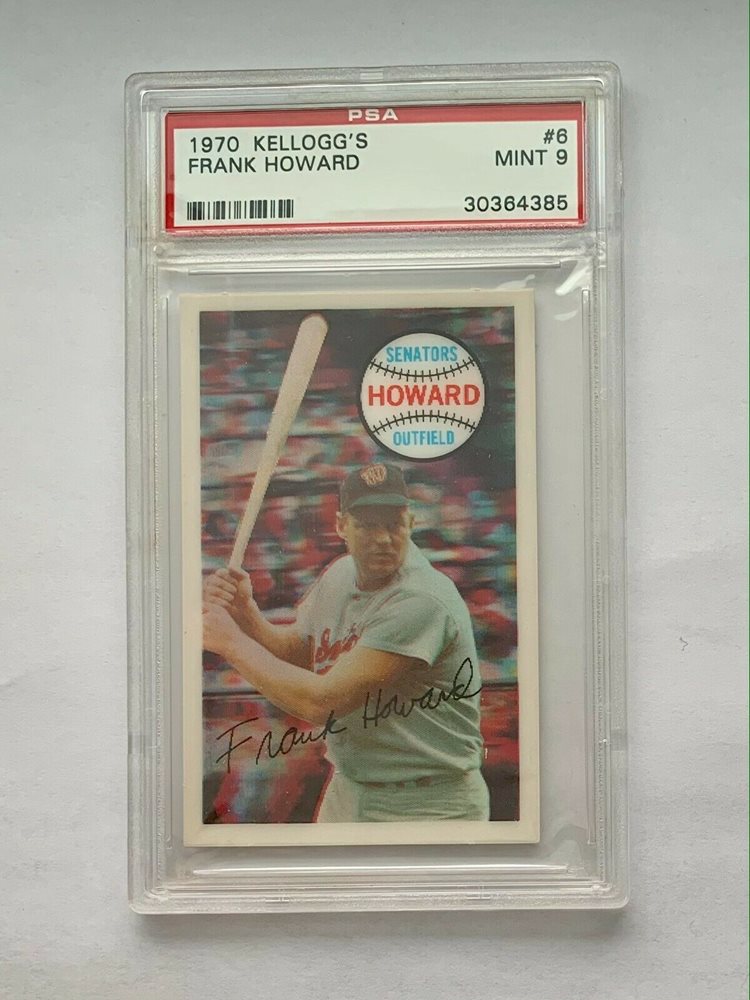 PSA
1970 KELLOGG'S #6
FRANK HOWARD MINT 9
30364385
SENATORS
HOWARD
OUTFIELD
Frank Howard